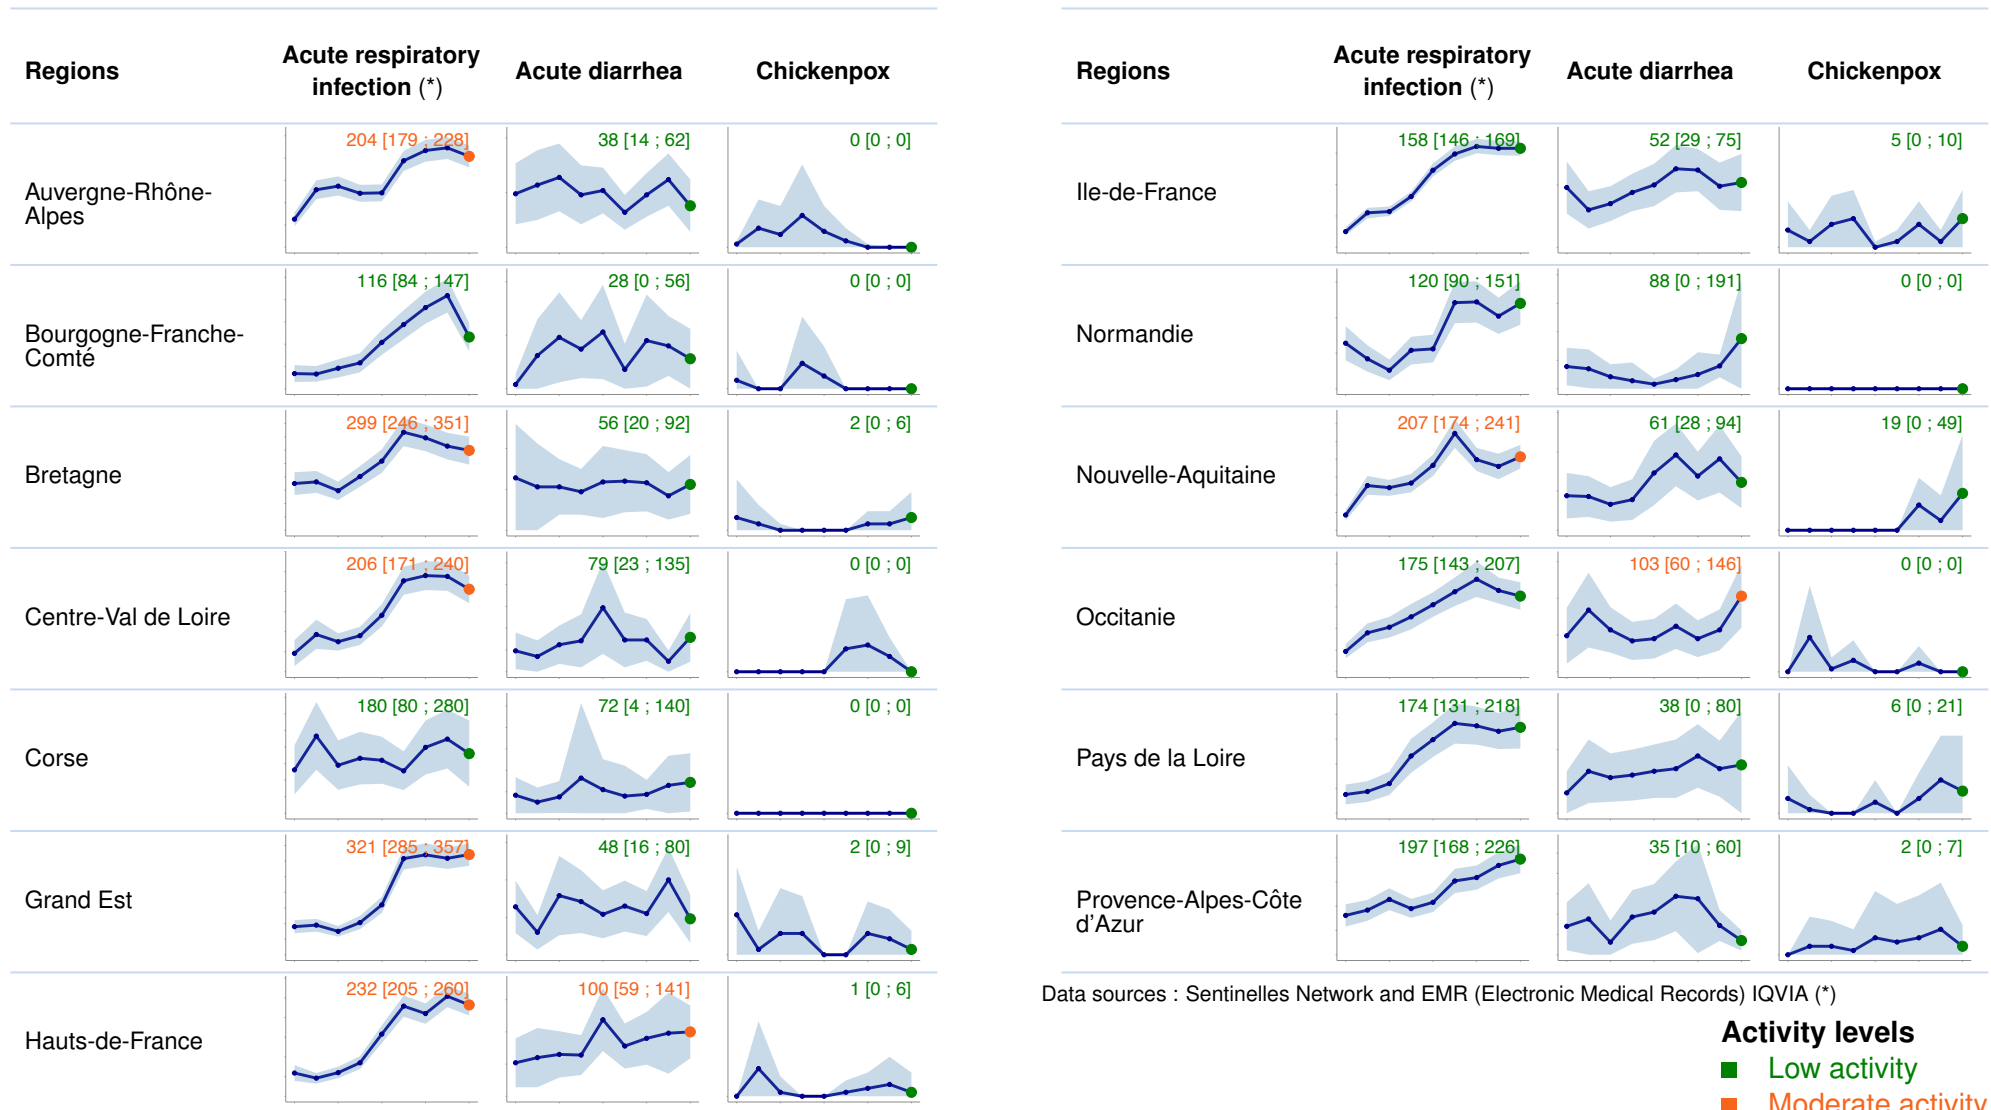 Regions
Acute respiratory
infection (*)
Acute diarrhea
Chickenpox
Auvergne-Rhône-
Alpes
204 [179 ; 228]
38 [14 ; 62]
0 [0 ; 0]
Bourgogne-Franche-
Comté
116 [84 ; 147]
28 [0 ; 56]
0 [0 ; 0]
Bretagne
299 [246 ; 351]
56 [20 ; 92]
2 [0 ; 6]
Centre-Val de Loire
206 [171 ; 240]
79 [23 ; 135]
0 [0 ; 0]
Corse
180 [80 ; 280]
72 [4 ; 140]
0 [0 ; 0]
Grand Est
321 [285 ; 357]
48 [16 ; 80]
2 [0 ; 9]
Hauts-de-France
232 [205 ; 260]
100 [59 ; 141]
1 [0 ; 6]
Regions
Acute respiratory
infection (*)
Acute diarrhea
Chickenpox
Ile-de-France
158 [146 ; 169]
52 [29 ; 75]
5 [0 ; 10]
Normandie
120 [90 ; 151]
88 [0 ; 191]
0 [0 ; 0]
Nouvelle-Aquitaine
207 [174 ; 241]
61 [28 ; 94]
19 [0 ; 49]
Occitanie
175 [143 ; 207]
103 [60 ; 146]
0 [0 ; 0]
Pays de la Loire
174 [131 ; 218]
38 [0 ; 80]
6 [0 ; 21]
Provence-Alpes-Côte
d'Azur
197 [168 ; 226]
35 [10 ; 60]
2 [0 ; 7]
Data sources : Sentinelles Network and EMR (Electronic Medical Records) IQVIA (*)
Activity levels
Low activity
Moderate activity